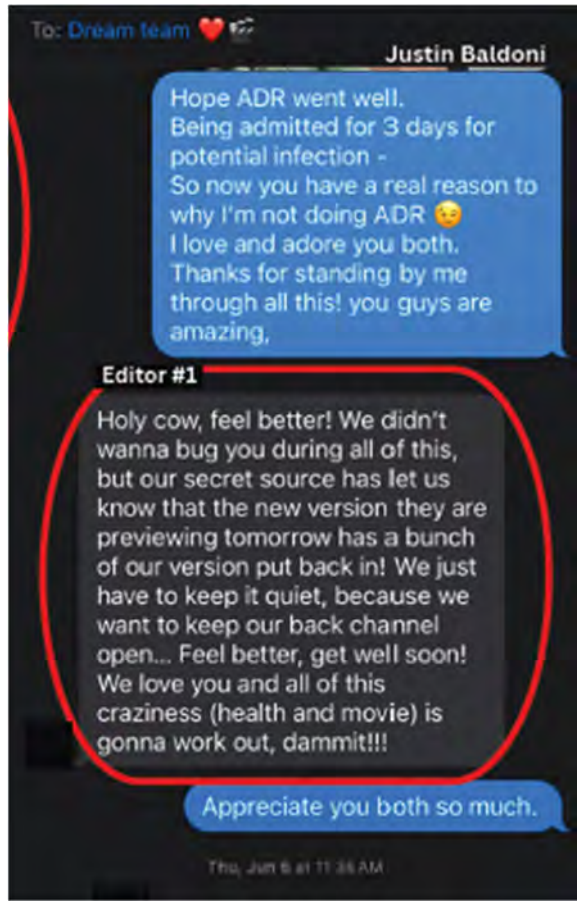 To: Dream team ❤️ 🎬
Justin Baldoni
Hope ADR went well.
Being admitted for 3 days for
potential infection -
So now you have a real reason to
why I'm not doing ADR 😉
I love and adore you both.
Thanks for standing by me
through all this! you guys are
amazing,
Editor #1
Holy cow, feel better! We didn't
wanna bug you during all of this,
but our secret source has let us
know that the new version they are
previewing tomorrow has a bunch
of our version put back in! We just
have to keep it quiet, because we
want to keep our back channel
open... Feel better, get well soon!
We love you and all of this
craziness (health and movie) is
gonna work out, dammit!!!
Appreciate you both so much.
Thu, Jun 6 at 11:36 AM